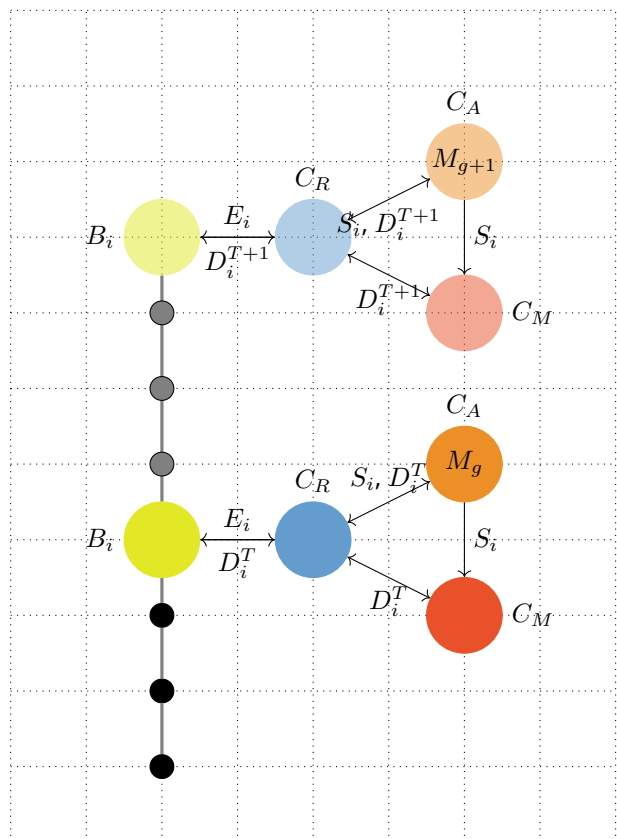 $C_A$
$M_{g+1}$
$C_R$
$B_i$
$E_i$
$S_i$, $D_i^{T+1}$
$S_i$
$D_i^{T+1}$
$D_i^{T+1}$
$C_M$
$C_A$
$M_g$
$C_R$
$S_i$, $D_i^T$
$B_i$
$E_i$
$S_i$
$D_i^T$
$D_i^T$
$C_M$